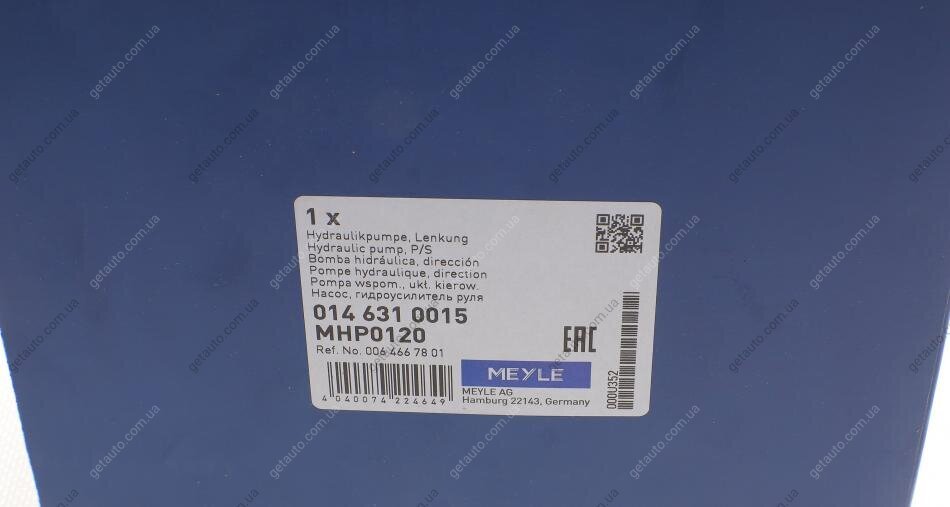 1 x
Hydraulikpumpe, Lenkung
Hydraulic pump, P/S
Bomba hidráulica, dirección
Pompe hydraulique, direction
Pompa wspom., ukł. kierow.
Насос, гидроусилитель руля
014 631 0015
MHP0120
Ref. No. 006 466 78 01
EAC
4 040074 224649
MEYLE
MEYLE AG
Hamburg 22143, Germany
000U352
getauto.com.ua